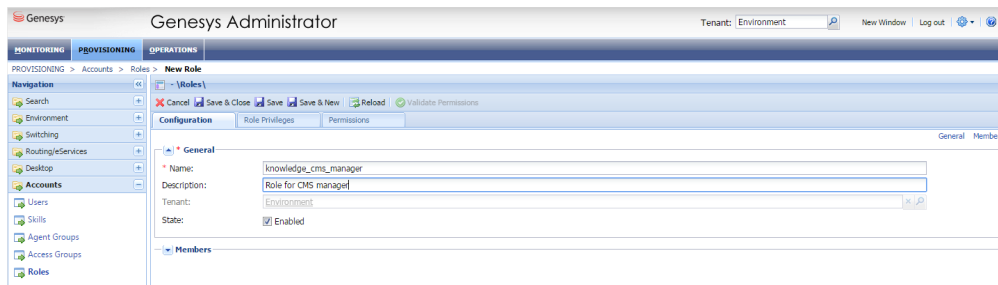 Genesys
Genesys Administrator
Tenant: Environment
New Window | Log out
MONITORING PROVISIONING OPERATIONS
PROVISIONING > Accounts > Roles > New Role
Navigation
- \Roles\
Search
Cancel Save & Close Save Save & New Reload Validate Permissions
Environment
Configuration Role Privileges Permissions
Switching
General Membe
Routing/eServices
* General
Desktop
* Name: knowledge_cms_manager
Accounts
Description: Role for CMS manager
Users
Tenant: Environment
Skills
State: Enabled
Agent Groups
Access Groups
Members
Roles